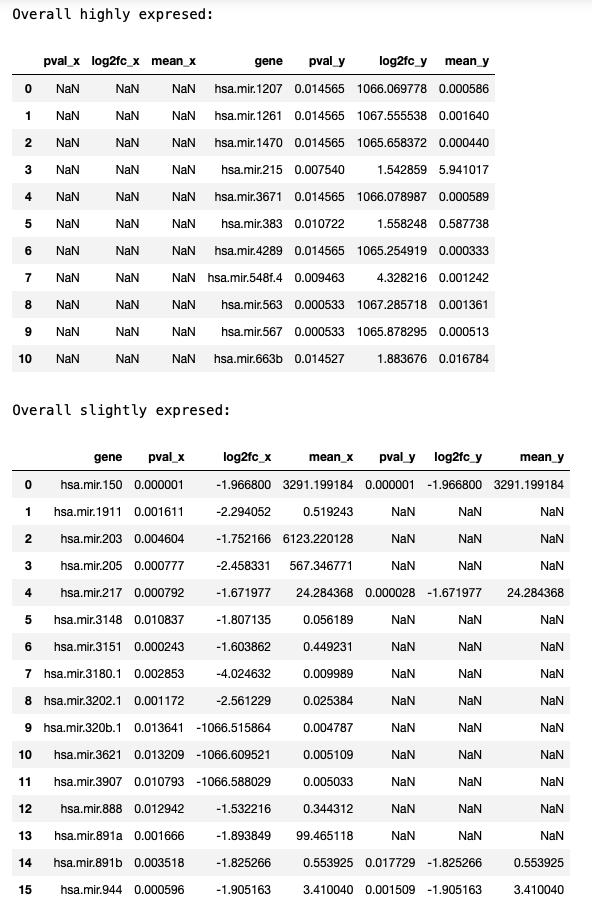 Overall highly expresed:
pval_x log2fc_x mean_x gene pval_y log2fc_y mean_y
0 NaN NaN NaN hsa.mir.1207 0.014565 1066.069778 0.000586
1 NaN NaN NaN hsa.mir.1261 0.014565 1067.555538 0.001640
2 NaN NaN NaN hsa.mir.1470 0.014565 1065.658372 0.000440
3 NaN NaN NaN hsa.mir.215 0.007540 1.542859 5.941017
4 NaN NaN NaN hsa.mir.3671 0.014565 1066.078987 0.000589
5 NaN NaN NaN hsa.mir.383 0.010722 1.558248 0.587738
6 NaN NaN NaN hsa.mir.4289 0.014565 1065.254919 0.000333
7 NaN NaN NaN hsa.mir.548f.4 0.009463 4.328216 0.001242
8 NaN NaN NaN hsa.mir.563 0.000533 1067.285718 0.001361
9 NaN NaN NaN hsa.mir.567 0.000533 1065.878295 0.000513
10 NaN NaN NaN hsa.mir.663b 0.014527 1.883676 0.016784
Overall slightly expresed:
gene pval_x log2fc_x mean_x pval_y log2fc_y mean_y
0 hsa.mir.150 0.000001 -1.966800 3291.199184 0.000001 -1.966800 3291.199184
1 hsa.mir.1911 0.001611 -2.294052 0.519243 NaN NaN NaN
2 hsa.mir.203 0.004604 -1.752166 6123.220128 NaN NaN NaN
3 hsa.mir.205 0.000777 -2.458331 567.346771 NaN NaN NaN
4 hsa.mir.217 0.000792 -1.671977 24.284368 0.000028 -1.671977 24.284368
5 hsa.mir.3148 0.010837 -1.807135 0.056189 NaN NaN NaN
6 hsa.mir.3151 0.000243 -1.603862 0.449231 NaN NaN NaN
7 hsa.mir.3180.1 0.002853 -4.024632 0.009989 NaN NaN NaN
8 hsa.mir.3202.1 0.001172 -2.561229 0.025384 NaN NaN NaN
9 hsa.mir.320b.1 0.013641 -1066.515864 0.004787 NaN NaN NaN
10 hsa.mir.3621 0.013209 -1066.609521 0.005109 NaN NaN NaN
11 hsa.mir.3907 0.010793 -1066.588029 0.005033 NaN NaN NaN
12 hsa.mir.888 0.012942 -1.532216 0.344312 NaN NaN NaN
13 hsa.mir.891a 0.001666 -1.893849 99.465118 NaN NaN NaN
14 hsa.mir.891b 0.003518 -1.825266 0.553925 0.017729 -1.825266 0.553925
15 hsa.mir.944 0.000596 -1.905163 3.410040 0.001509 -1.905163 3.410040